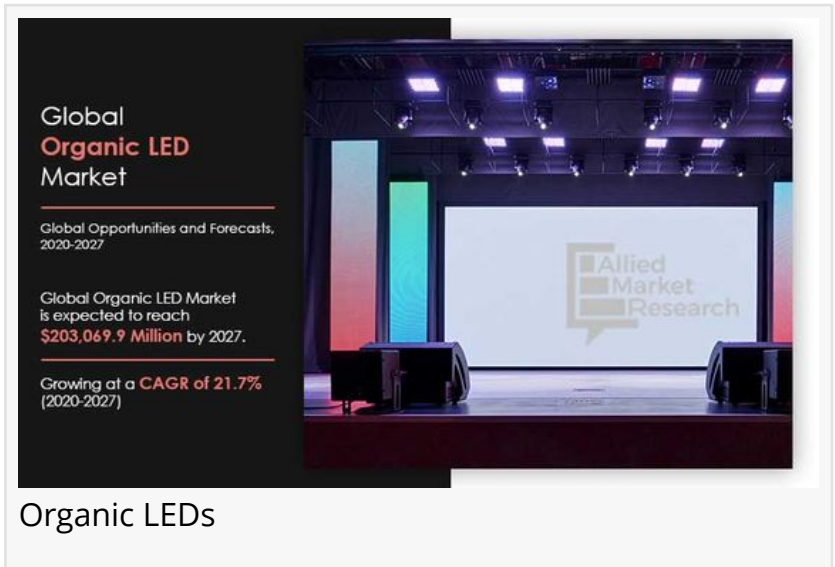 Global
Organic LED
Market
Global Opportunities and Forecasts,
2020-2027
Global Organic LED Market
is expected to reach
$203,069.9 Million by 2027.
Growing at a CAGR of 21.7%
(2020-2027)
Allied
Market
Research
Organic LEDs